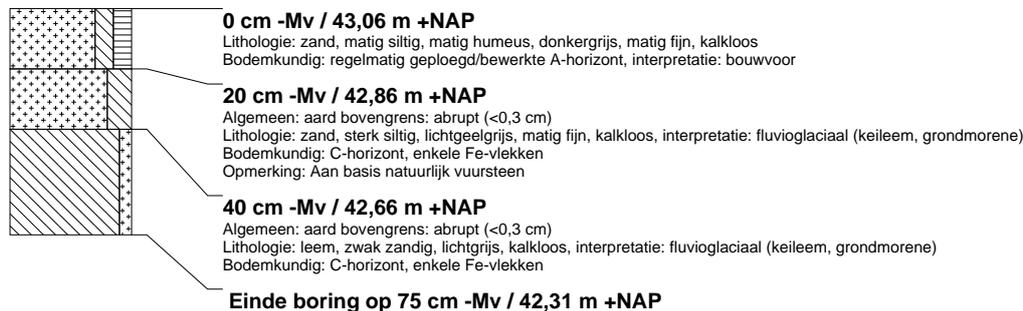 0 cm -Mv / 43,06 m +NAP
Lithologie: zand, matig siltig, matig humeus, donkergrijs, matig fijn, kalkloos
Bodemkundig: regelmatig geploegd/bewerkte A-horizont, interpretatie: bouwvoor
20 cm -Mv / 42,86 m +NAP
Algemeen: aard bovengrens: abrupt (<0,3 cm)
Lithologie: zand, sterk siltig, lichtgeelgrijs, matig fijn, kalkloos, interpretatie: fluvioglaciaal (keileem, grondmorene)
Bodemkundig: C-horizont, enkele Fe-vlekken
Opmerking: Aan basis natuurlijk vuursteen
40 cm -Mv / 42,66 m +NAP
Algemeen: aard bovengrens: abrupt (<0,3 cm)
Lithologie: leem, zwak zandig, lichtgrijs, kalkloos, interpretatie: fluvioglaciaal (keileem, grondmorene)
Bodemkundig: C-horizont, enkele Fe-vlekken
Einde boring op 75 cm -Mv / 42,31 m +NAP